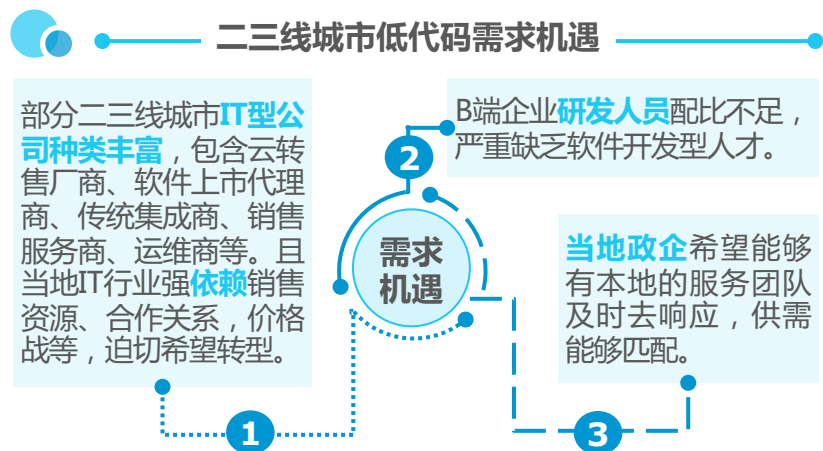 二三线城市低代码需求机遇
部分二三线城市IT型公
司种类丰富，包含云转
售厂商、软件上市代理
商、传统集成商、销售
服务商、运维商等。且
当地IT行业强依赖销售
资源、合作关系，价格
战等，迫切希望转型。
1
B端企业研发人员配比不足，
严重缺乏软件开发型人才。
2
需求
机遇
当地政企希望能够
有本地的服务团队
及时去响应，供需
能够匹配。
3